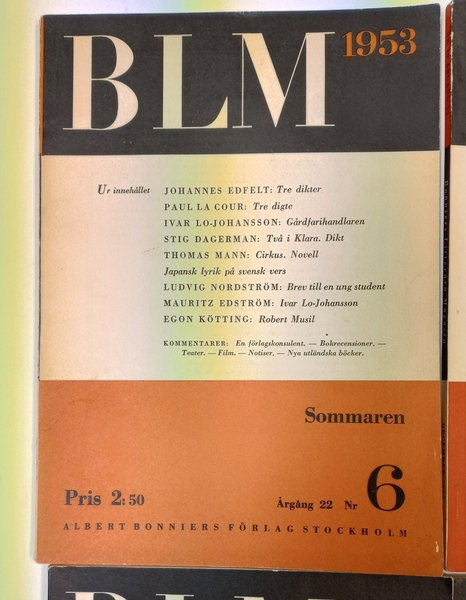 BLM 1953
Ur innehållet
JOHANNES EDFELT: Tre dikter
PAUL LA COUR: Tre digte
IVAR LO-JOHANSSON: Gårdfarihandlaren
STIG DAGERMAN: Två i Klara. Dikt
THOMAS MANN: Cirkus. Novell
Japansk lyrik på svensk vers
LUDVIG NORDSTRÖM: Brev till en ung student
MAURITZ EDSTRÖM: Ivar Lo-Johansson
EGON KÖTTING: Robert Musil
KOMMENTARER: En förlagskonsulent. — Bokrecensioner. —
Teater. — Film. — Notiser. — Nya utländska böcker.
Sommaren
Pris 2:50
Årgång 22 Nr 6
ALBERT BONNIERS FÖRLAG STOCKHOLM